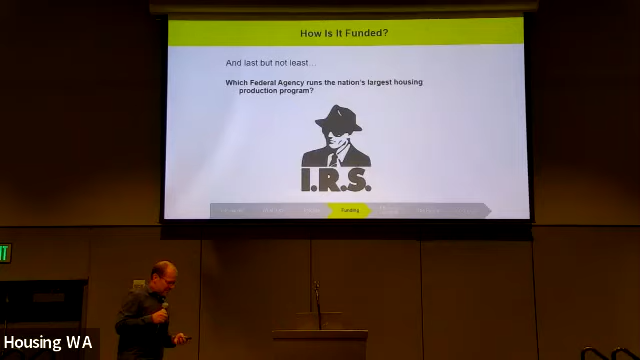 How Is It Funded?
And last but not least…
Which Federal Agency runs the nation's largest housing
production program?
I.R.S.
Funding
IT
Housing WA